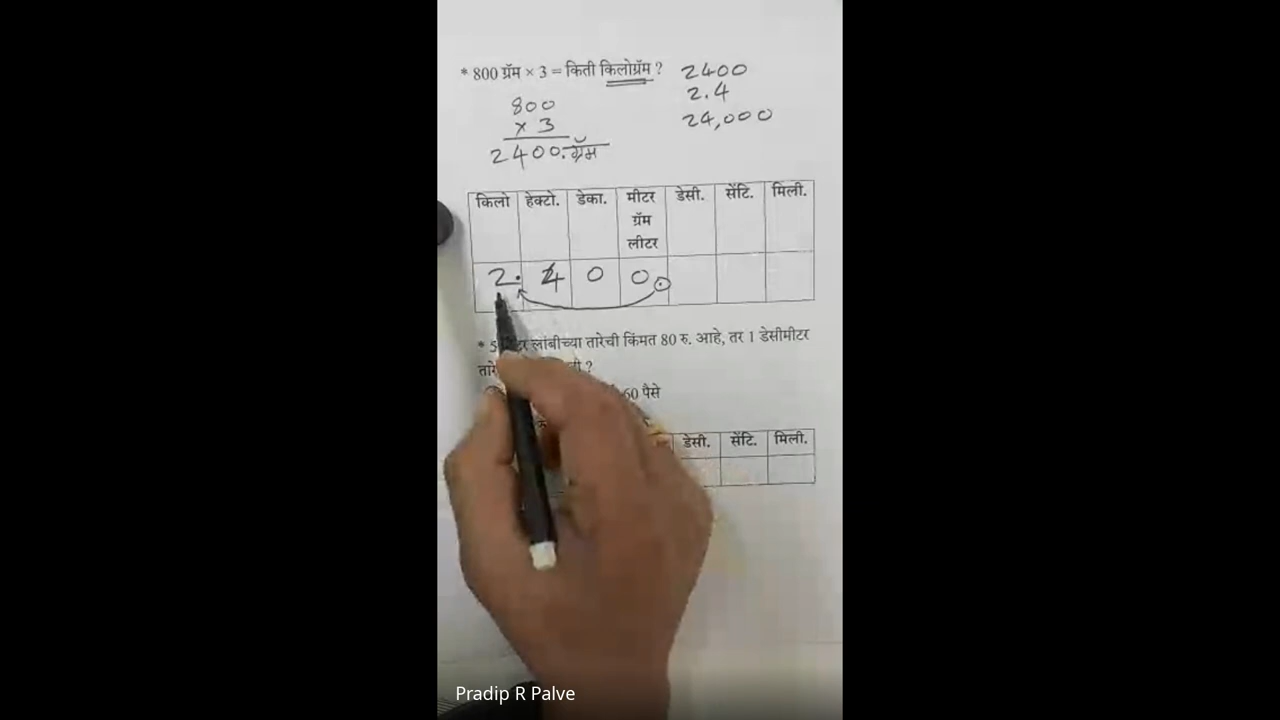 * 800 ग्रॅम × 3 = किती किलोग्रॅम ?
2400
2.4
24,000
800
× 3
2400. ग्रॅम
किलो हेक्टो. डेका. मीटर ग्रॅम लीटर डेसी. सेंटि. मिली.
2. 4 0 0 .
* 5 लांबीच्या तारेची किंमत 80 रु. आहे, तर 1 डेसीमीटर
?
60 पैसे
डेसी. सेंटि. मिली.
Pradip R Palve